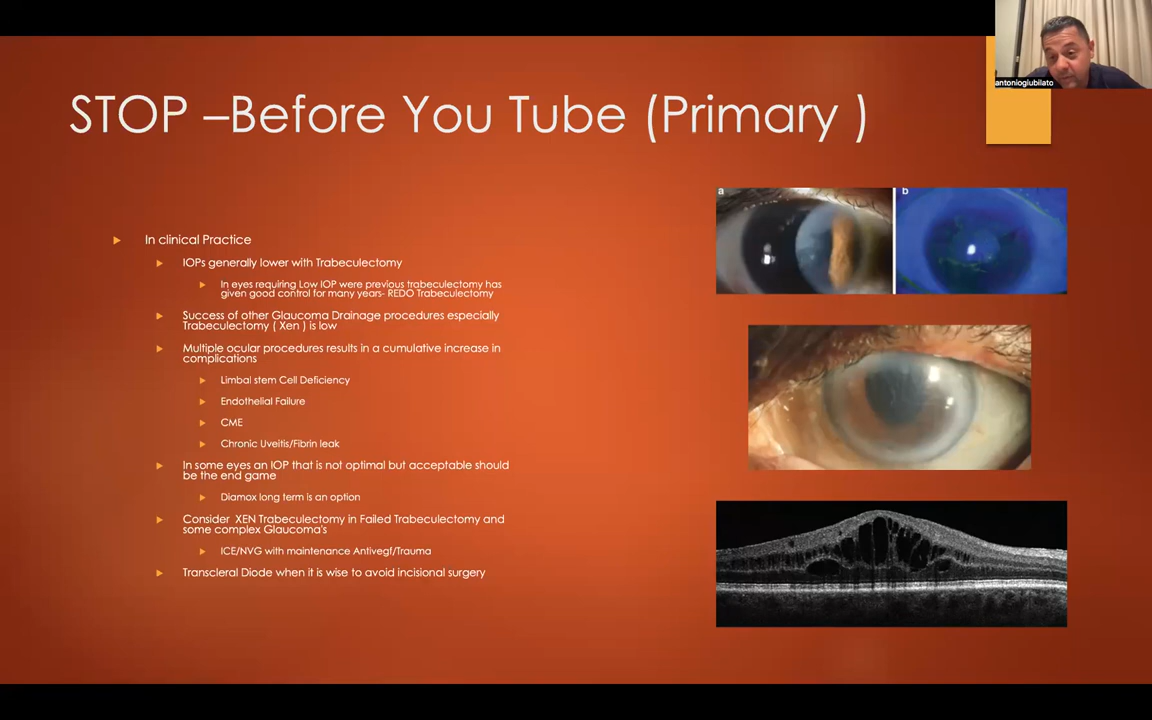 antoniogiubilato
STOP –Before You Tube (Primary )
In clinical Practice
IOPs generally lower with Trabeculectomy
In eyes requiring Low IOP were previous trabeculectomy has
given good control for many years- REDO Trabeculectomy
Success of other Glaucoma Drainage procedures especially
Trabeculectomy ( Xen ) is low
Multiple ocular procedures results in a cumulative increase in
complications
Limbal stem Cell Deficiency
Endothelial Failure
CME
Chronic Uveitis/Fibrin leak
In some eyes an IOP that is not optimal but acceptable should
be the end game
Diamox long term is an option
Consider XEN Trabeculectomy in Failed Trabeculectomy and
some complex Glaucoma's
ICE/NVG with maintenance Antivegf/Trauma
Transcleral Diode when it is wise to avoid incisional surgery
a
b